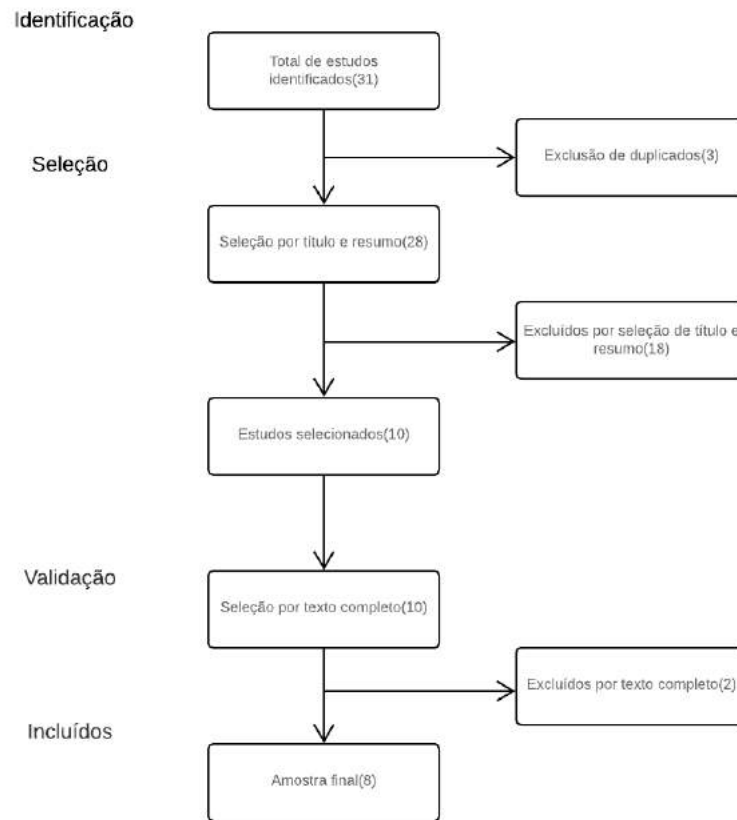 Identificação
Total de estudos
identificados(31)
Exclusão de duplicados(3)
Seleção
Seleção por título e resumo(28)
Excluídos por seleção de título e
resumo(18)
Estudos selecionados(10)
Validação
Seleção por texto completo(10)
Excluídos por texto completo(2)
Incluídos
Amostra final(8)